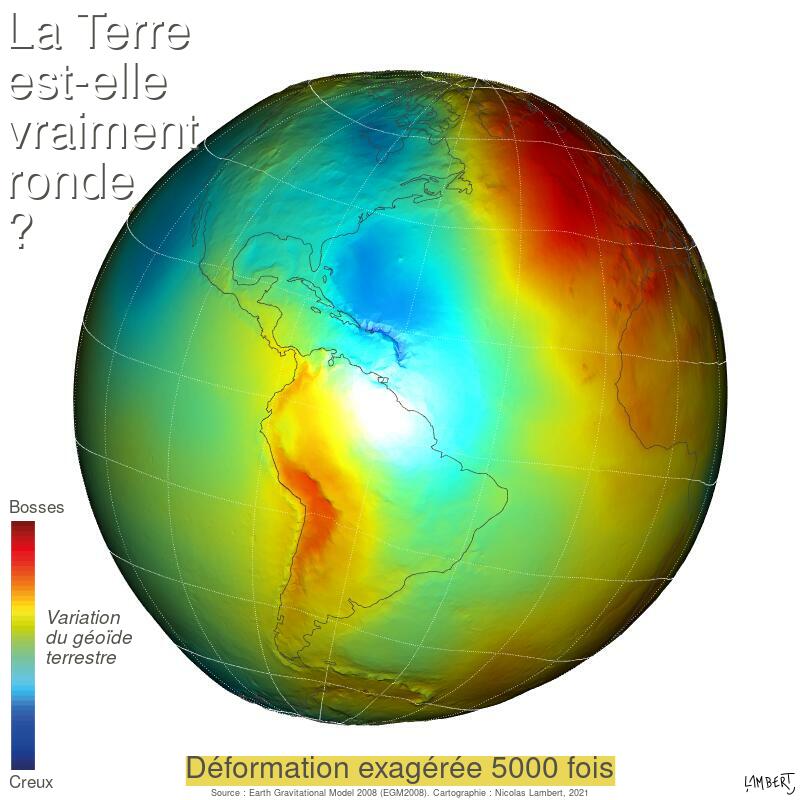 La Terre
est-elle
vraiment
ronde
?
Bosses
Variation
du géoïde
terrestre
Creux
Déformation exagérée 5000 fois
Source : Earth Gravitational Model 2008 (EGM2008). Cartographie : Nicolas Lambert, 2021
LAMBERT